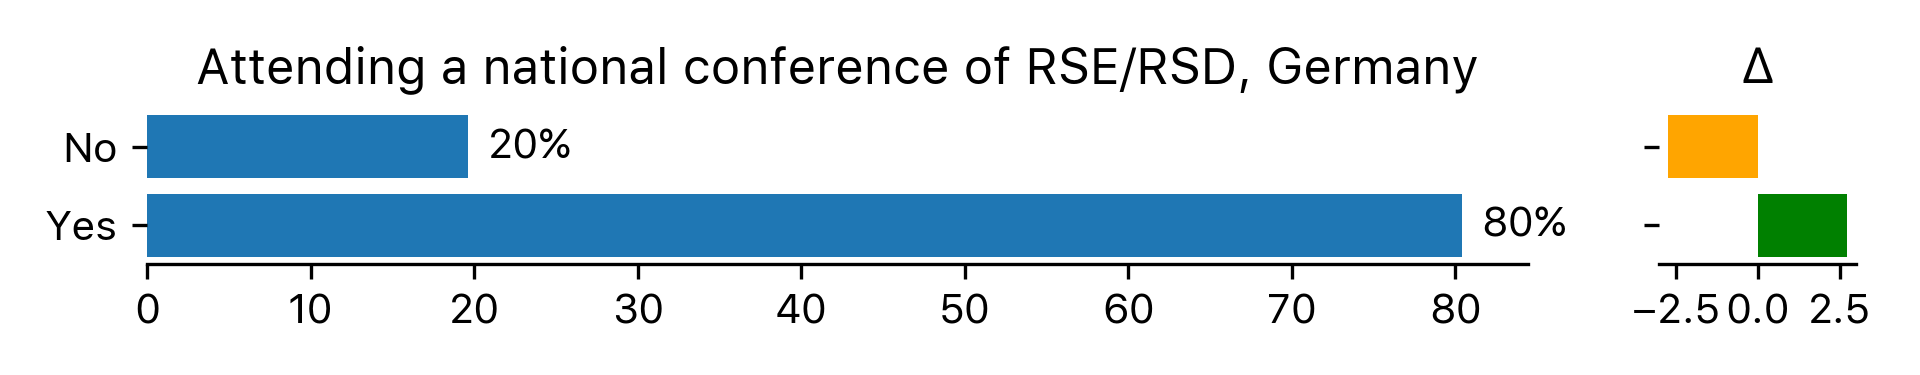 Attending a national conference of RSE/RSD, Germany
Δ
No
20%
Yes
80%
0 10 20 30 40 50 60 70 80
−2.5 0.0 2.5